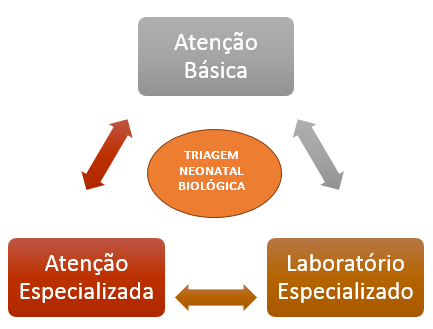 Atenção
Básica
TRIAGEM
NEONATAL
BIOLÓGICA
Atenção
Especializada
Laboratório
Especializado